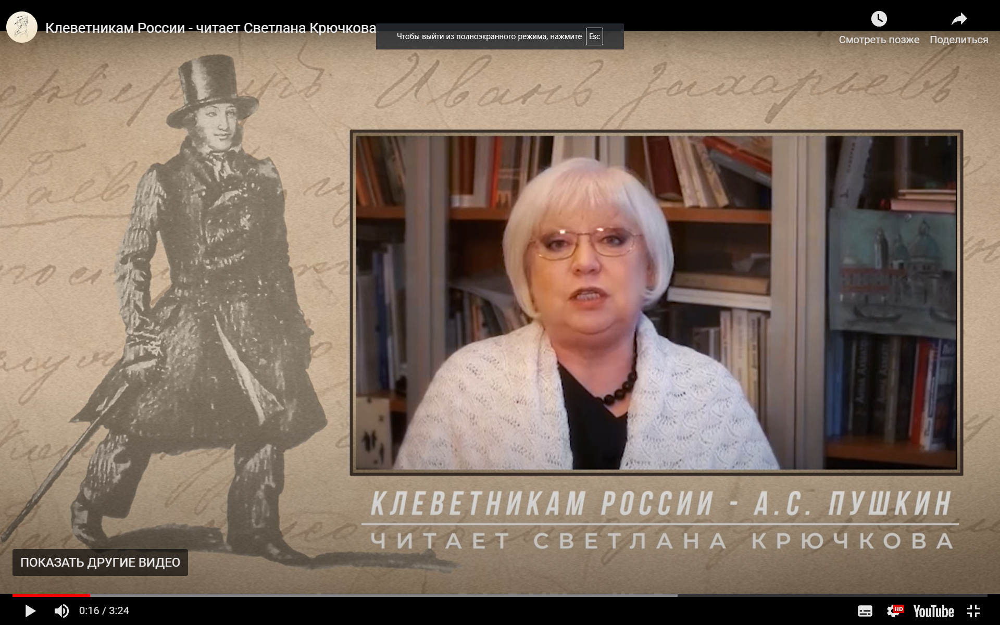 Клеветникам России - читает Светлана Крючкова
Чтобы выйти из полноэкранного режима, нажмите Esc
Смотреть позже
Поделиться
Иванъ Захарьевъ
КЛЕВЕТНИКАМ РОССИИ - А.С. ПУШКИН
ЧИТАЕТ СВЕТЛАНА КРЮЧКОВА
ПОКАЗАТЬ ДРУГИЕ ВИДЕО
0:16 / 3:24
HD
YouTube